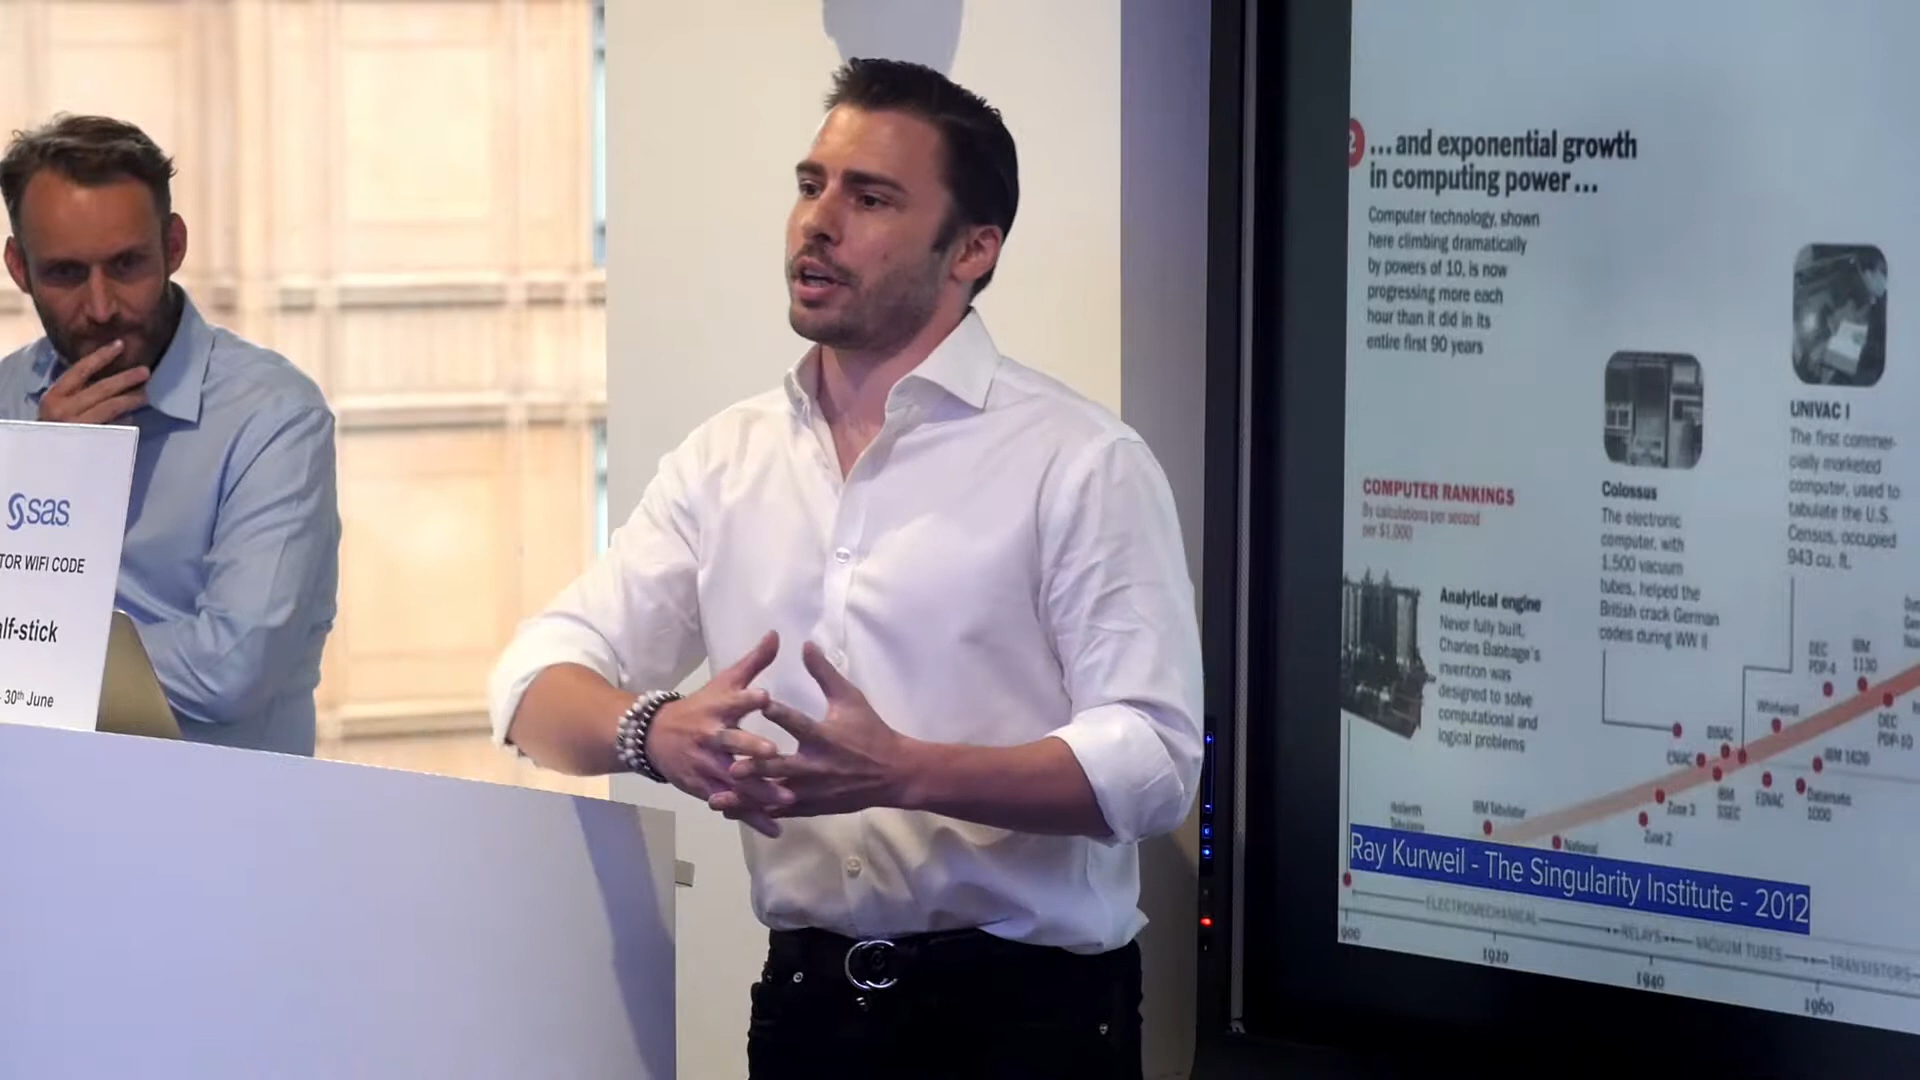 sas
TOR WIFI CODE
lf-stick
- 30th June
2
...and exponential growth
in computing power...
Computer technology, shown
here climbing dramatically
by powers of 10, is now
progressing more each
hour than it did in its
entire first 90 years
COMPUTER RANKINGS
By calculations per second
per $1,000
Analytical engine
Never fully built,
Charles Babbage's
invention was
designed to solve
computational and
logical problems
Colossus
The electronic
computer, with
1,500 vacuum
tubes, helped the
British crack German
codes during WW II
UNIVAC I
The first commer-
cially marketed
computer, used to
tabulate the U.S.
Census, occupied
943 cu. ft.
DEC
PDP-4
IBM
1130
DEC
PDP-10
Whirlwind
BINAC
ENIAC
IBM 1620
IBM
SSEC
EDVAC
Datamatic
1000
Zuse 3
Zuse 2
IBM Tabulator
Hollerith
Tabulator
National
Ray Kurweil - The Singularity Institute - 2012
ELECTROMECHANICAL
RELAYS
VACUUM TUBES
TRANSISTORS
900
1920
1940
1960